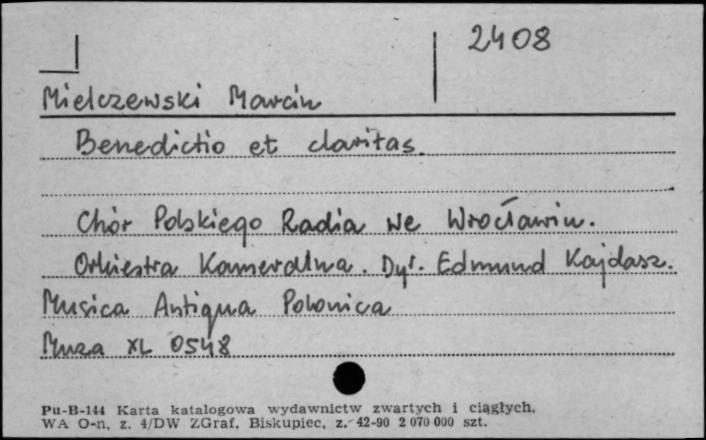 2408
Mielczewski Marcin
Benedictio et claritas.
Chór Polskiego Radia we Wrocławiu.
Orkiestra Kameralna. Dyr. Edmund Kajdasz.
Musica Antiqua Polonica
Muza XL 0548
Pu-B-144 Karta katalogowa wydawnictw zwartych i ciągłych.
WA O-n, z. 4/DW ZGraf. Biskupiec, z. 42-90 2 070 000 szt.